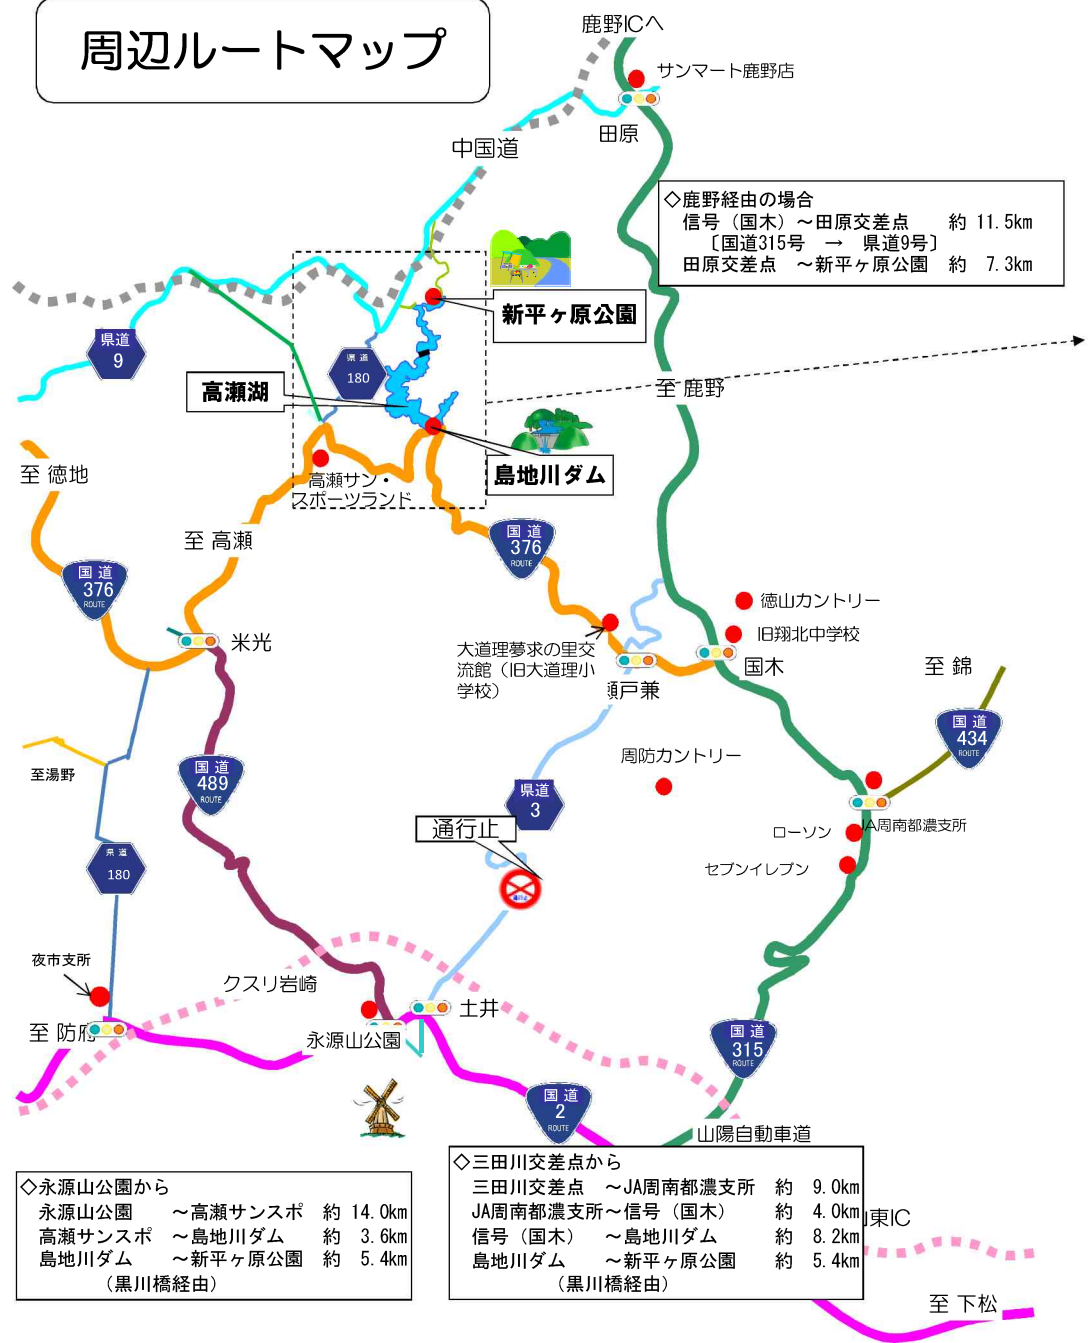 周辺ルートマップ
鹿野ICへ
サンマート鹿野店
田原
中国道
◇鹿野経由の場合
信号（国木）～田原交差点 約 11.5km
〔国道315号 → 県道9号〕
田原交差点 ～新平ヶ原公園 約 7.3km
新平ヶ原公園
県道
9
県道
180
高瀬湖
至 鹿野
至 徳地
高瀬サン・
スポーツランド
島地川ダム
至 高瀬
国道
376
ROUTE
国道
376
ROUTE
徳山カントリー
旧翔北中学校
米光
大道理夢求の里交
流館（旧大道理小
学校）
瀬戸兼
国木
至 錦
国道
434
ROUTE
至湯野
国道
489
ROUTE
周防カントリー
県道
3
通行止
ローソン
JA周南都濃支所
セブンイレブン
県道
180
夜市支所
クスリ岩崎
至 防府
土井
永源山公園
国道
315
ROUTE
国道
2
ROUTE
山陽自動車道
◇永源山公園から
永源山公園 ～高瀬サンスポ 約 14.0km
高瀬サンスポ ～島地川ダム 約 3.6km
島地川ダム ～新平ヶ原公園 約 5.4km
（黒川橋経由）
◇三田川交差点から
三田川交差点 ～JA周南都濃支所 約 9.0km
JA周南都濃支所～信号（国木） 約 4.0km
信号（国木） ～島地川ダム 約 8.2km
島地川ダム ～新平ヶ原公園 約 5.4km
（黒川橋経由）
東IC
至 下松